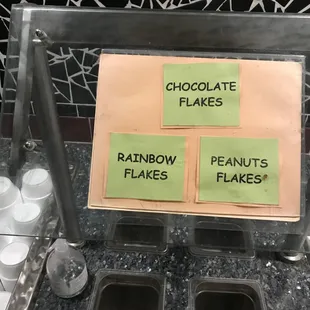 CHOCOLATE
FLAKES
RAINBOW
FLAKES
PEANUTS
FLAKES